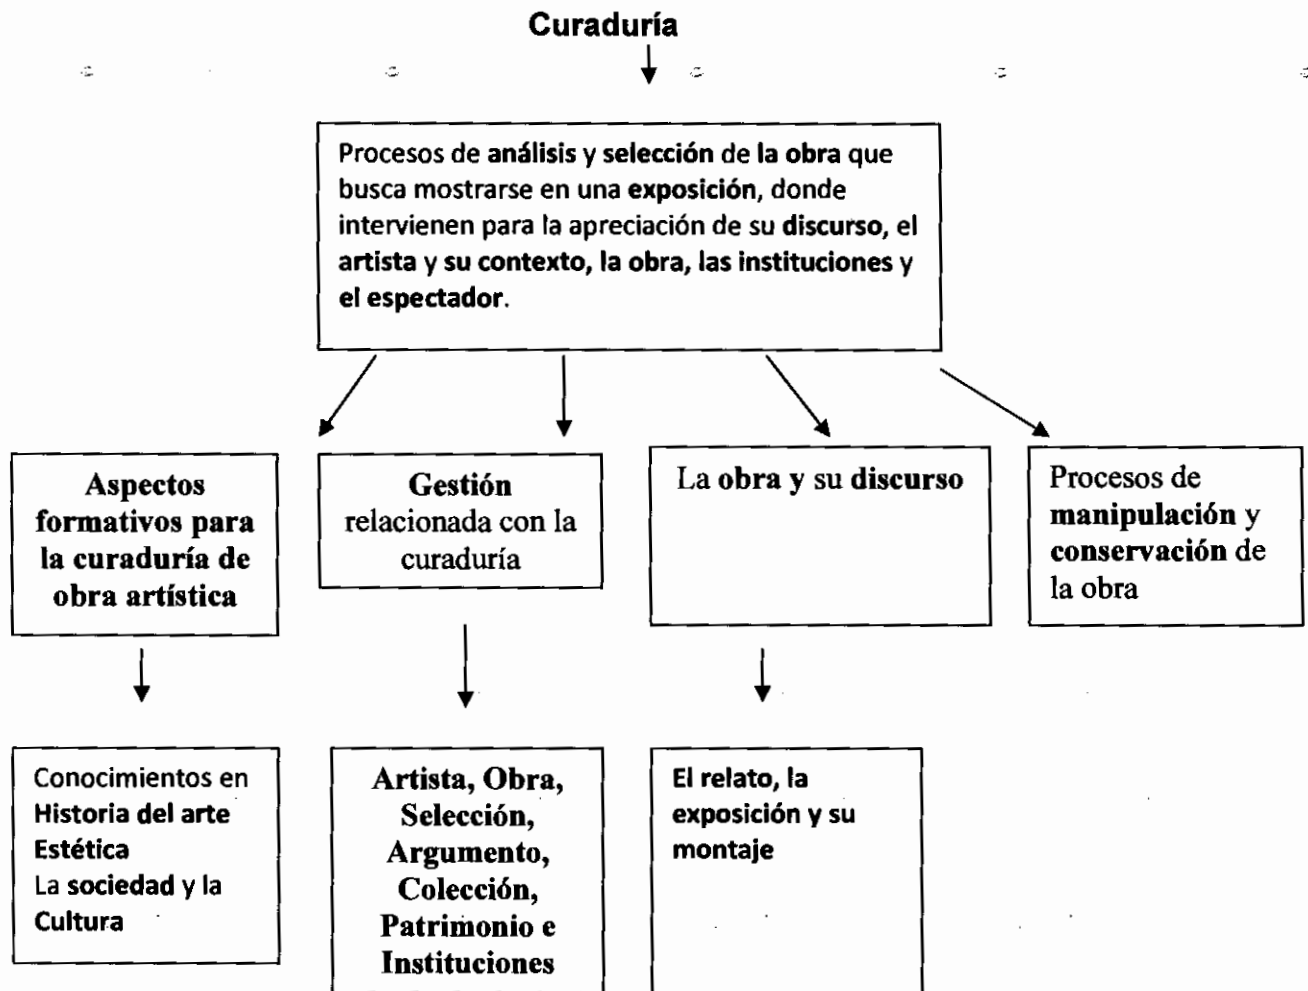 Curaduría
Procesos de análisis y selección de la obra que
busca mostrarse en una exposición, donde
intervienen para la apreciación de su discurso, el
artista y su contexto, la obra, las instituciones y
el espectador.
Aspectos
formativos para
la curaduría de
obra artística
Gestión
relacionada con la
curaduría
La obra y su discurso
Procesos de
manipulación y
conservación de
la obra
Conocimientos en
Historia del arte
Estética
La sociedad y la
Cultura
Artista, Obra,
Selección,
Argumento,
Colección,
Patrimonio e
Instituciones
El relato, la
exposición y su
montaje